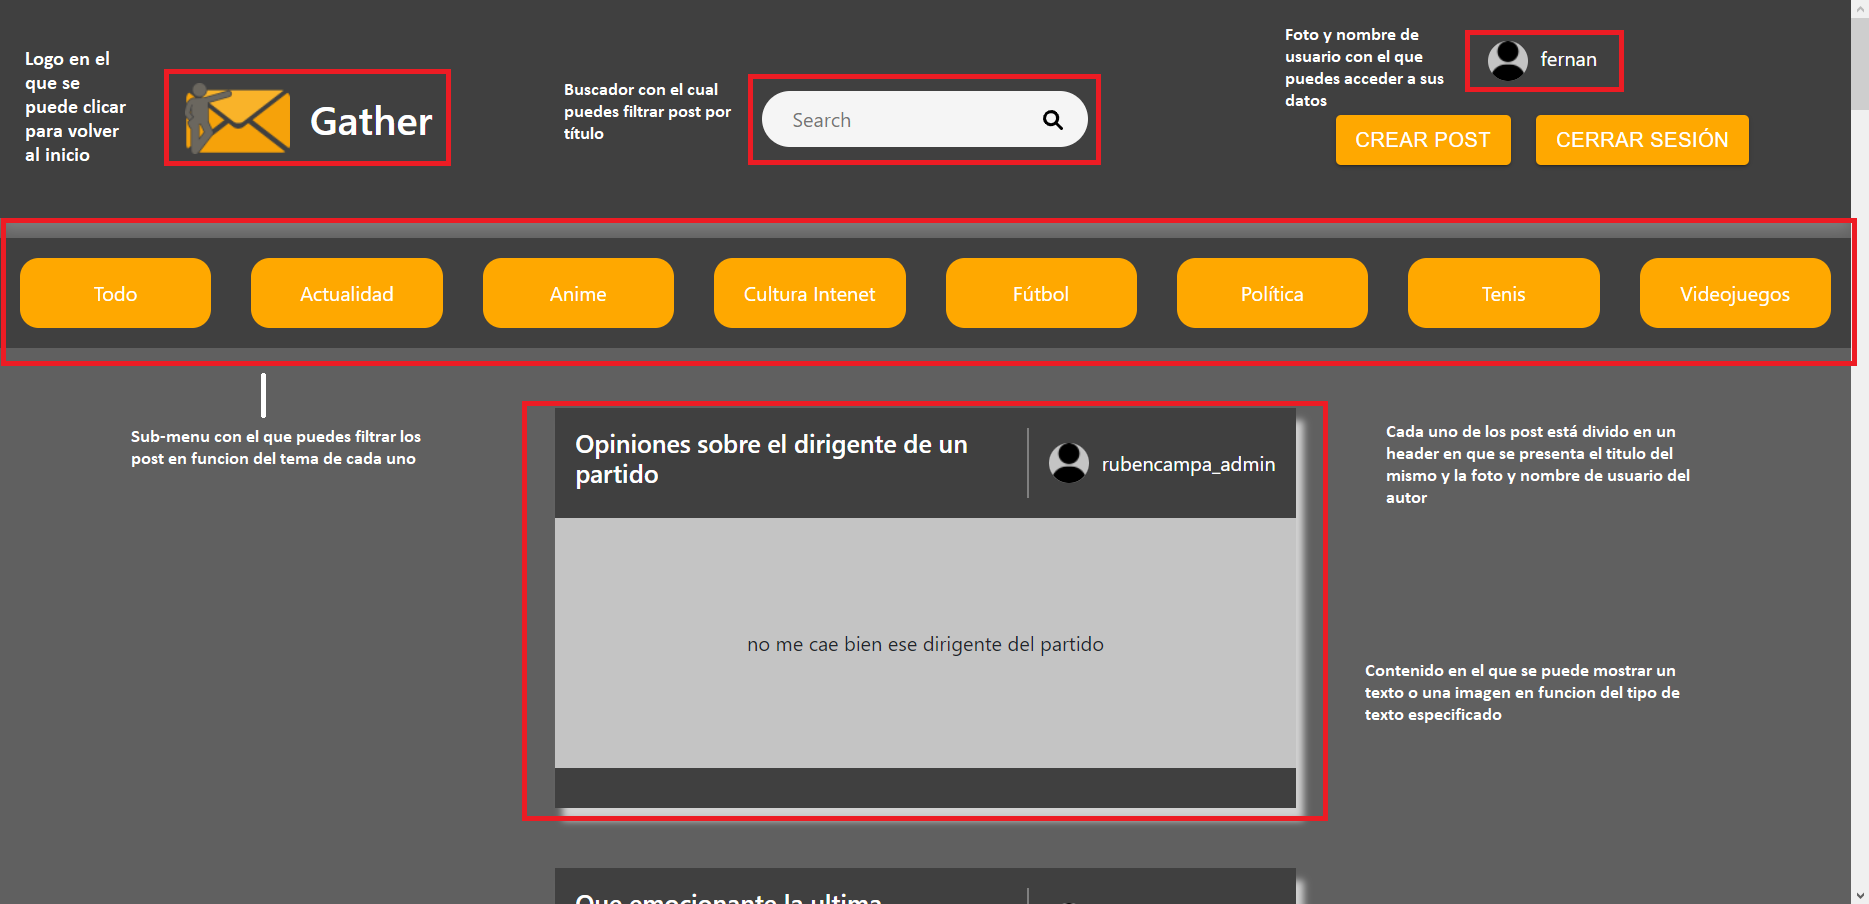 Logo en el
que se
puede clicar
para volver
al inicio
Gather
Buscador con el cual
puedes filtrar post por
título
Search
Foto y nombre de
usuario con el que
puedes acceder a sus
datos
fernan
CREAR POST
CERRAR SESIÓN
Todo
Actualidad
Anime
Cultura Intenet
Fútbol
Política
Tenis
Videojuegos
Sub-menu con el que puedes filtrar los
post en funcion del tema de cada uno
Opiniones sobre el dirigente de un
partido
rubencampa_admin
no me cae bien ese dirigente del partido
Cada uno de los post está divido en un
header en que se presenta el titulo del
mismo y la foto y nombre de usuario del
autor
Contenido en el que se puede mostrar un
texto o una imagen en funcion del tipo de
texto especificado
Que emocionante la ultima